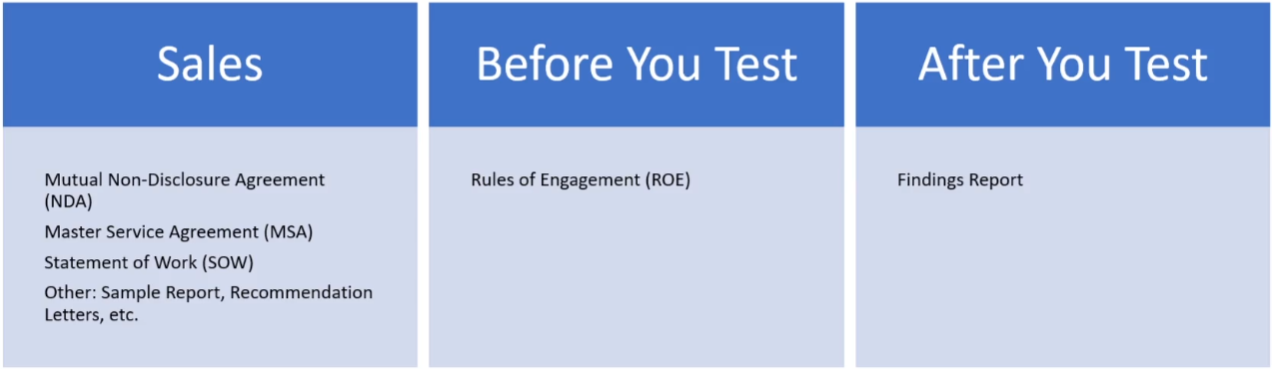 Sales
Mutual Non-Disclosure Agreement
(NDA)
Master Service Agreement (MSA)
Statement of Work (SOW)
Other: Sample Report, Recommendation
Letters, etc.
Before You Test
Rules of Engagement (ROE)
After You Test
Findings Report